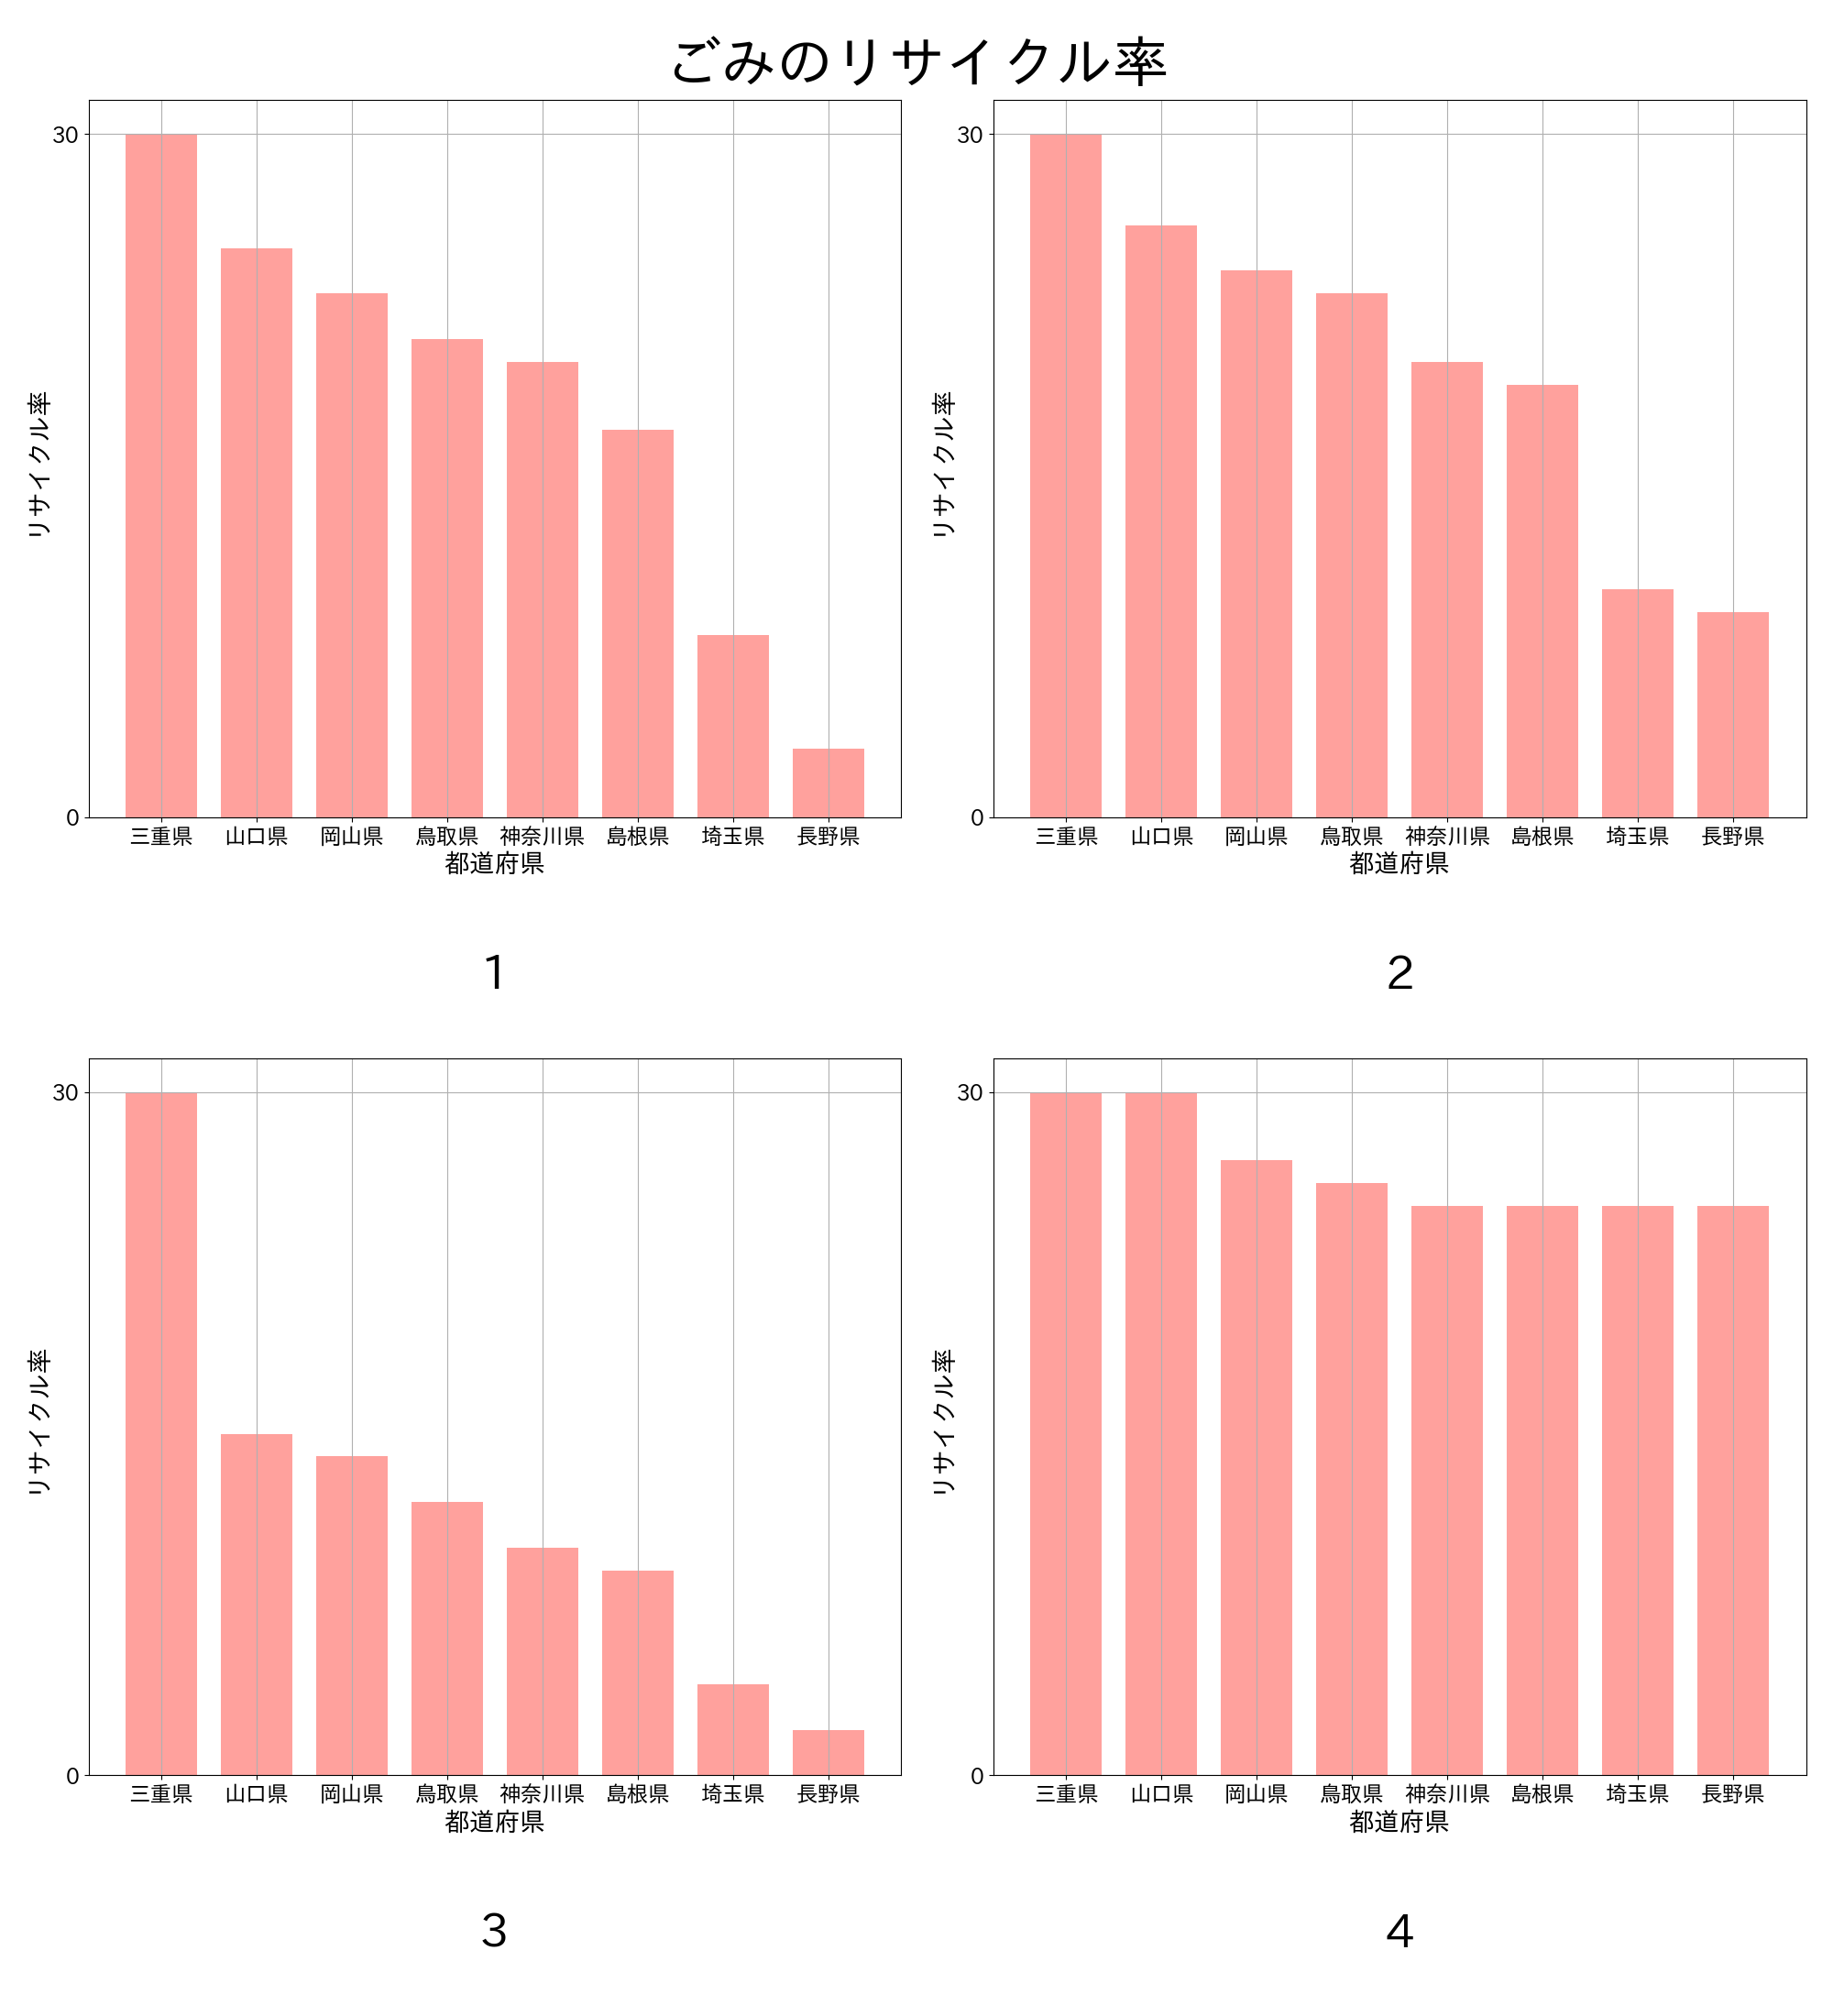 ごみのリサイクル率
30
0
リサイクル率
三重県 山口県 岡山県 鳥取県 神奈川県 島根県 埼玉県 長野県
都道府県
1
30
0
リサイクル率
三重県 山口県 岡山県 鳥取県 神奈川県 島根県 埼玉県 長野県
都道府県
2
30
0
リサイクル率
三重県 山口県 岡山県 鳥取県 神奈川県 島根県 埼玉県 長野県
都道府県
3
30
0
リサイクル率
三重県 山口県 岡山県 鳥取県 神奈川県 島根県 埼玉県 長野県
都道府県
4